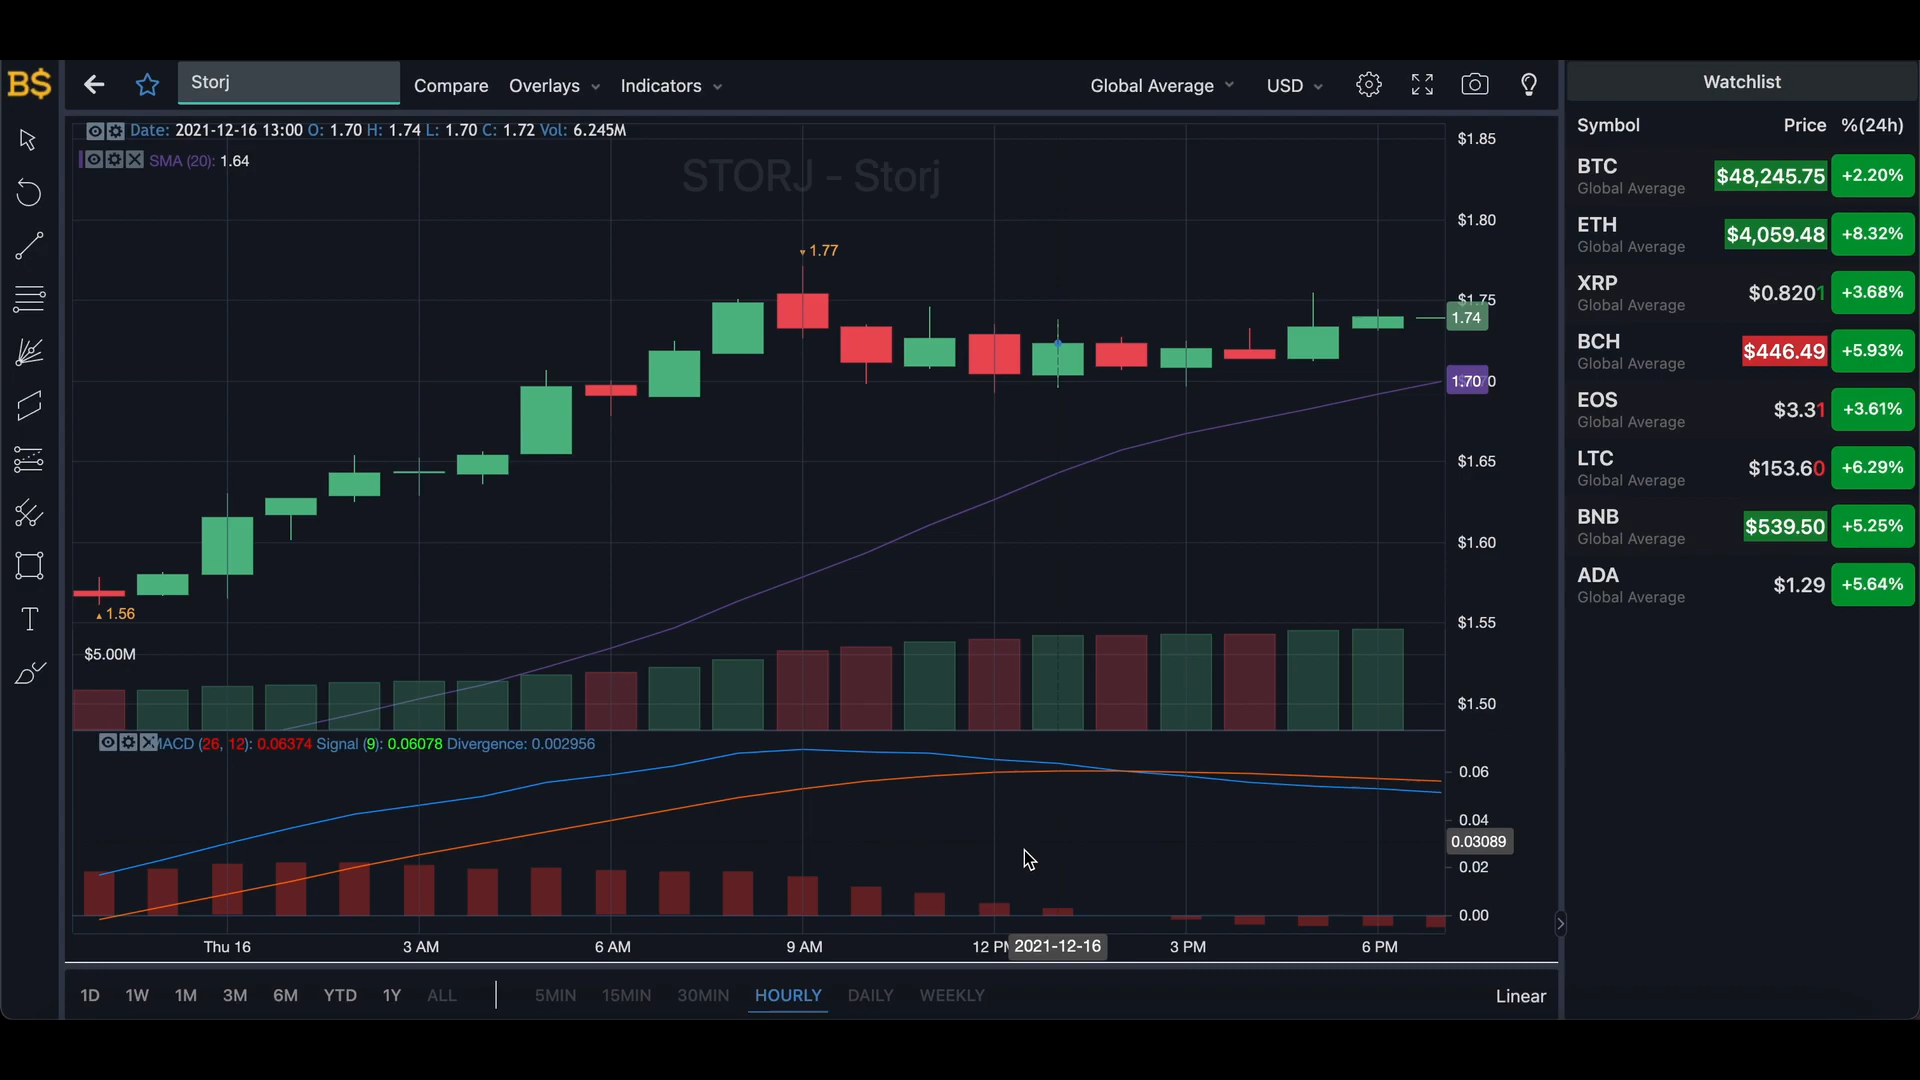 B$
Storj
Compare Overlays Indicators
Global Average USD
Watchlist
Date: 2021-12-16 13:00 O: 1.70 H: 1.74 L: 1.70 C: 1.72 Vol: 6.245M
SMA (20): 1.64
STORJ - Storj
1.77
1.56
$5.00M
$1.85
$1.80
$1.75
1.74
1.70
$1.65
$1.60
$1.55
$1.50
MACD (26, 12): 0.06374 Signal (9): 0.06078 Divergence: 0.002956
0.06
0.04
0.03089
0.02
0.00
Thu 16 3 AM 6 AM 9 AM 12 PM 2021-12-16 3 PM 6 PM
1D 1W 1M 3M 6M YTD 1Y ALL 5MIN 15MIN 30MIN HOURLY DAILY WEEKLY Linear
Symbol Price %(24h)
BTC $48,245.75 +2.20%
Global Average
ETH $4,059.48 +8.32%
Global Average
XRP $0.8201 +3.68%
Global Average
BCH $446.49 +5.93%
Global Average
EOS $3.31 +3.61%
Global Average
LTC $153.60 +6.29%
Global Average
BNB $539.50 +5.25%
Global Average
ADA $1.29 +5.64%
Global Average